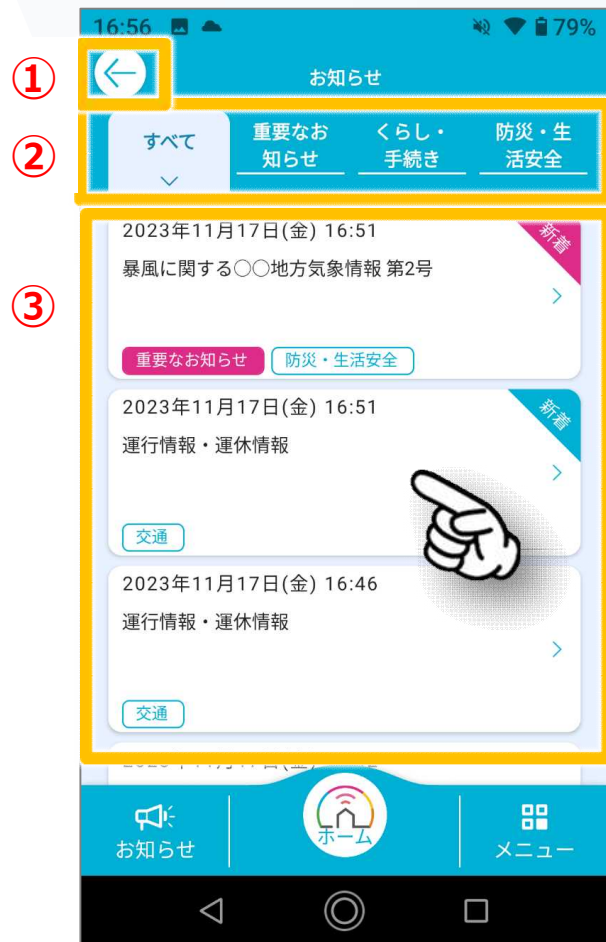 16:56 79%
①
お知らせ
②
すべて
重要なお
知らせ
くらし・
手続き
防災・生
活安全
③
2023年11月17日(金) 16:51
新着
暴風に関する○○地方気象情報 第2号
重要なお知らせ 防災・生活安全
2023年11月17日(金) 16:51
新着
運行情報・運休情報
交通
2023年11月17日(金) 16:46
運行情報・運休情報
交通
お知らせ
ホーム
メニュー